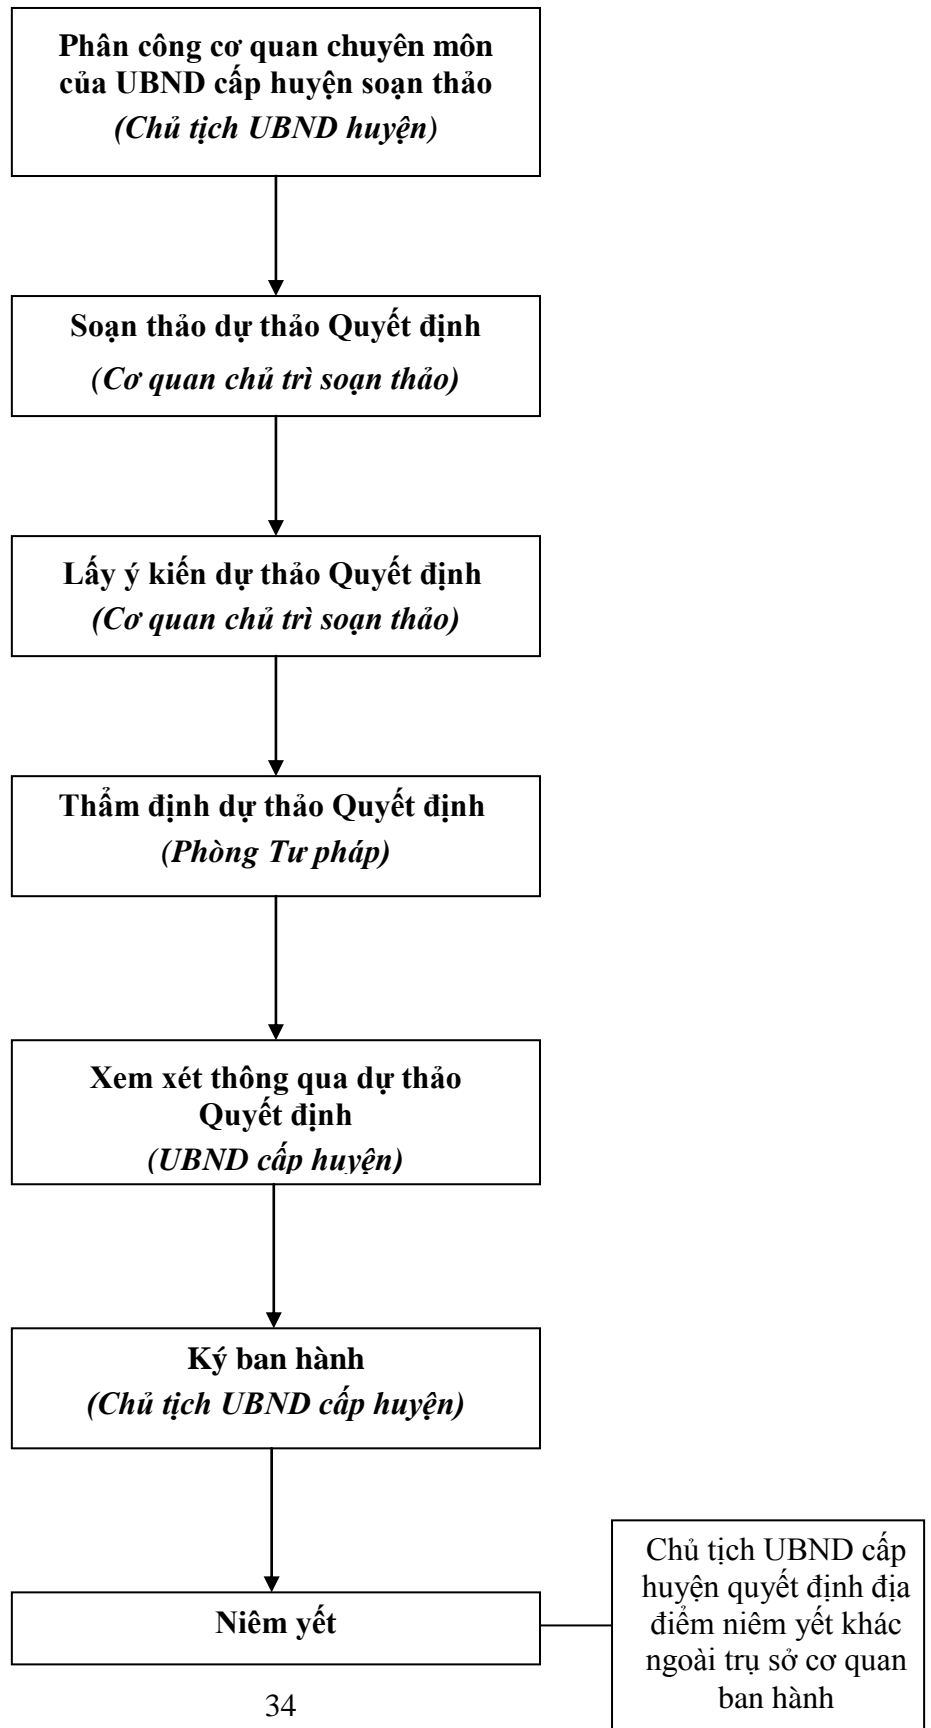 Phân công cơ quan chuyên môn
của UBND cấp huyện soạn thảo
(Chủ tịch UBND huyện)
Soạn thảo dự thảo Quyết định
(Cơ quan chủ trì soạn thảo)
Lấy ý kiến dự thảo Quyết định
(Cơ quan chủ trì soạn thảo)
Thẩm định dự thảo Quyết định
(Phòng Tư pháp)
Xem xét thông qua dự thảo
Quyết định
(UBND cấp huyện)
Ký ban hành
(Chủ tịch UBND cấp huyện)
Niêm yết
Chủ tịch UBND cấp
huyện quyết định địa
điểm niêm yết khác
ngoài trụ sở cơ quan
ban hành
34